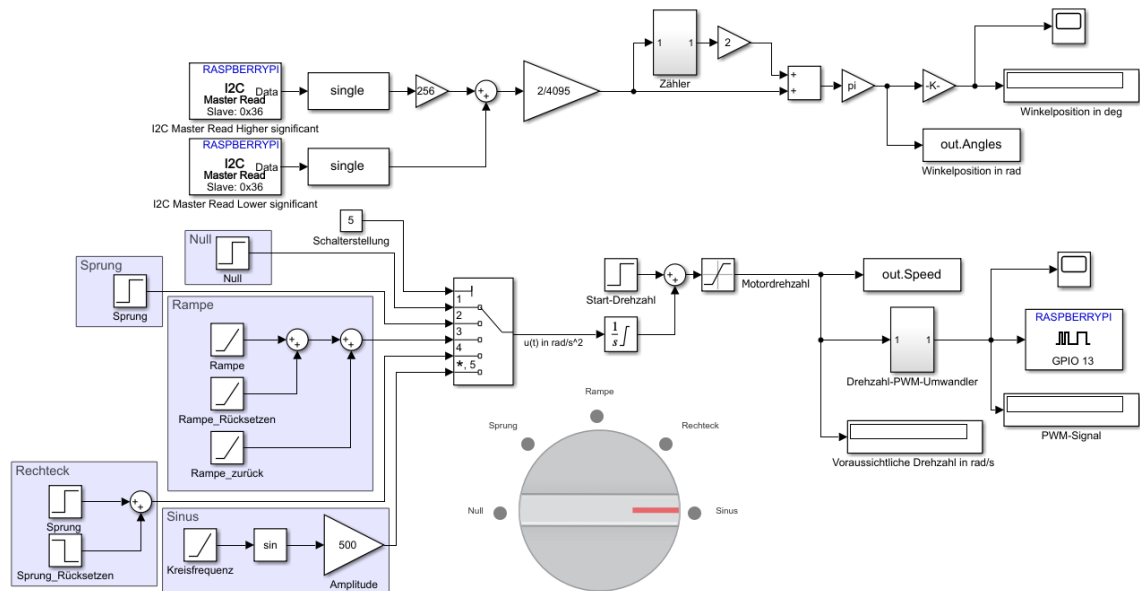 RASPBERRYPI
I2C
Master Read
Slave: 0x36
Data
I2C Master Read Higher significant
single
256
+
+
2/4095
1
1
Zähler
2
+
+
pi
-K-
Winkelposition in deg
out.Angles
Winkelposition in rad
RASPBERRYPI
I2C
Master Read
Slave: 0x36
Data
I2C Master Read Lower significant
single
5
Schalterstellung
Null
Null
Sprung
Sprung
Rampe
Rampe
+
+
+
+
Rampe_Rücksetzen
Rampe_zurück
Rechteck
Sprung
+
+
Sprung_Rücksetzen
Sinus
Kreisfrequenz
sin
500
Amplitude
1
2
3
4
*, 5
u(t) in rad/s^2
1
s
Start-Drehzahl
+
+
Motordrehzahl
out.Speed
1
1
Drehzahl-PWM-Umwandler
RASPBERRYPI
GPIO 13
PWM-Signal
Voraussichtliche Drehzahl in rad/s
Rampe
Sprung
Rechteck
Null
Sinus